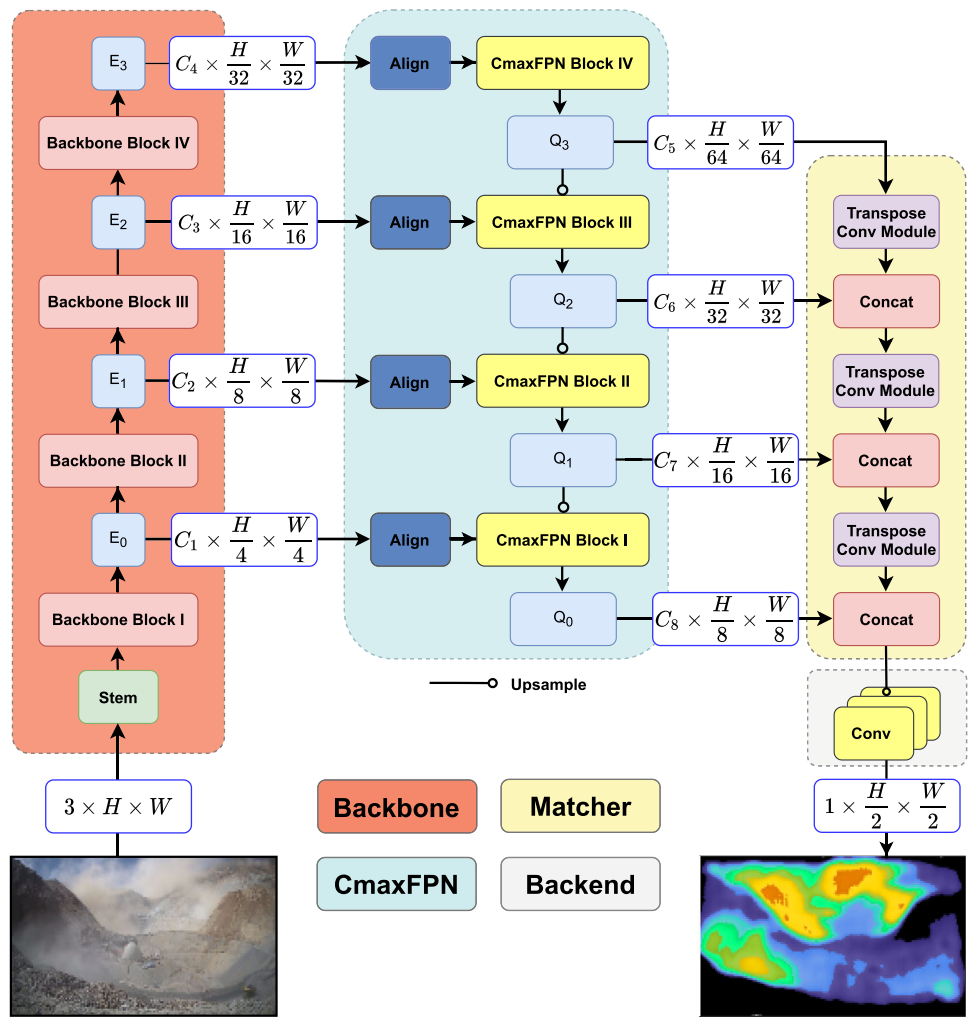 E₃
C₄ × H/32 × W/32
Align
CmaxFPN Block IV
Backbone Block IV
Q₃
C₅ × H/64 × W/64
E₂
C₃ × H/16 × W/16
Align
CmaxFPN Block III
Transpose
Conv Module
Backbone Block III
Q₂
C₆ × H/32 × W/32
Concat
E₁
C₂ × H/8 × W/8
Align
CmaxFPN Block II
Transpose
Conv Module
Backbone Block II
Q₁
C₇ × H/16 × W/16
Concat
E₀
C₁ × H/4 × W/4
Align
CmaxFPN Block I
Transpose
Conv Module
Backbone Block I
Q₀
C₈ × H/8 × W/8
Concat
Stem
Upsample
Conv
3 × H × W
Backbone
Matcher
1 × H/2 × W/2
CmaxFPN
Backend